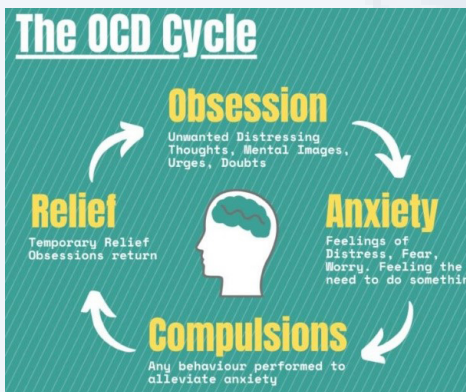 The OCD Cycle
Obsession
Unwanted Distressing
Thoughts, Mental Images,
Urges, Doubts
Anxiety
Feelings of
Distress, Fear,
Worry. Feeling the
need to do somethin
Compulsions
Any behaviour performed to
alleviate anxiety
Relief
Temporary Relief
Obsessions return